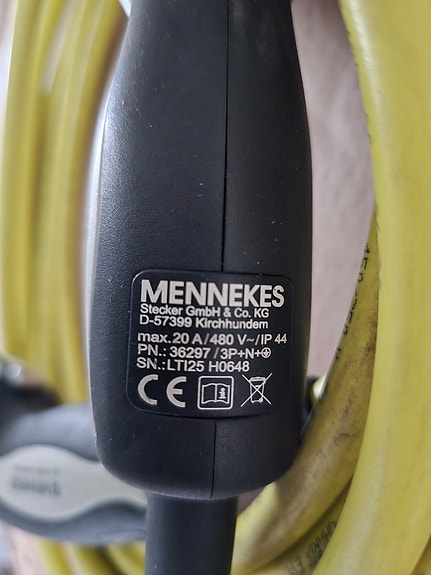 MENNEKES
Stecker GmbH & Co. KG
D-57399 Kirchhundem
max. 20 A/480 V~/IP 44
PN.: 36297/3P+N+⏚
SN.:LTI25 H0648
CE